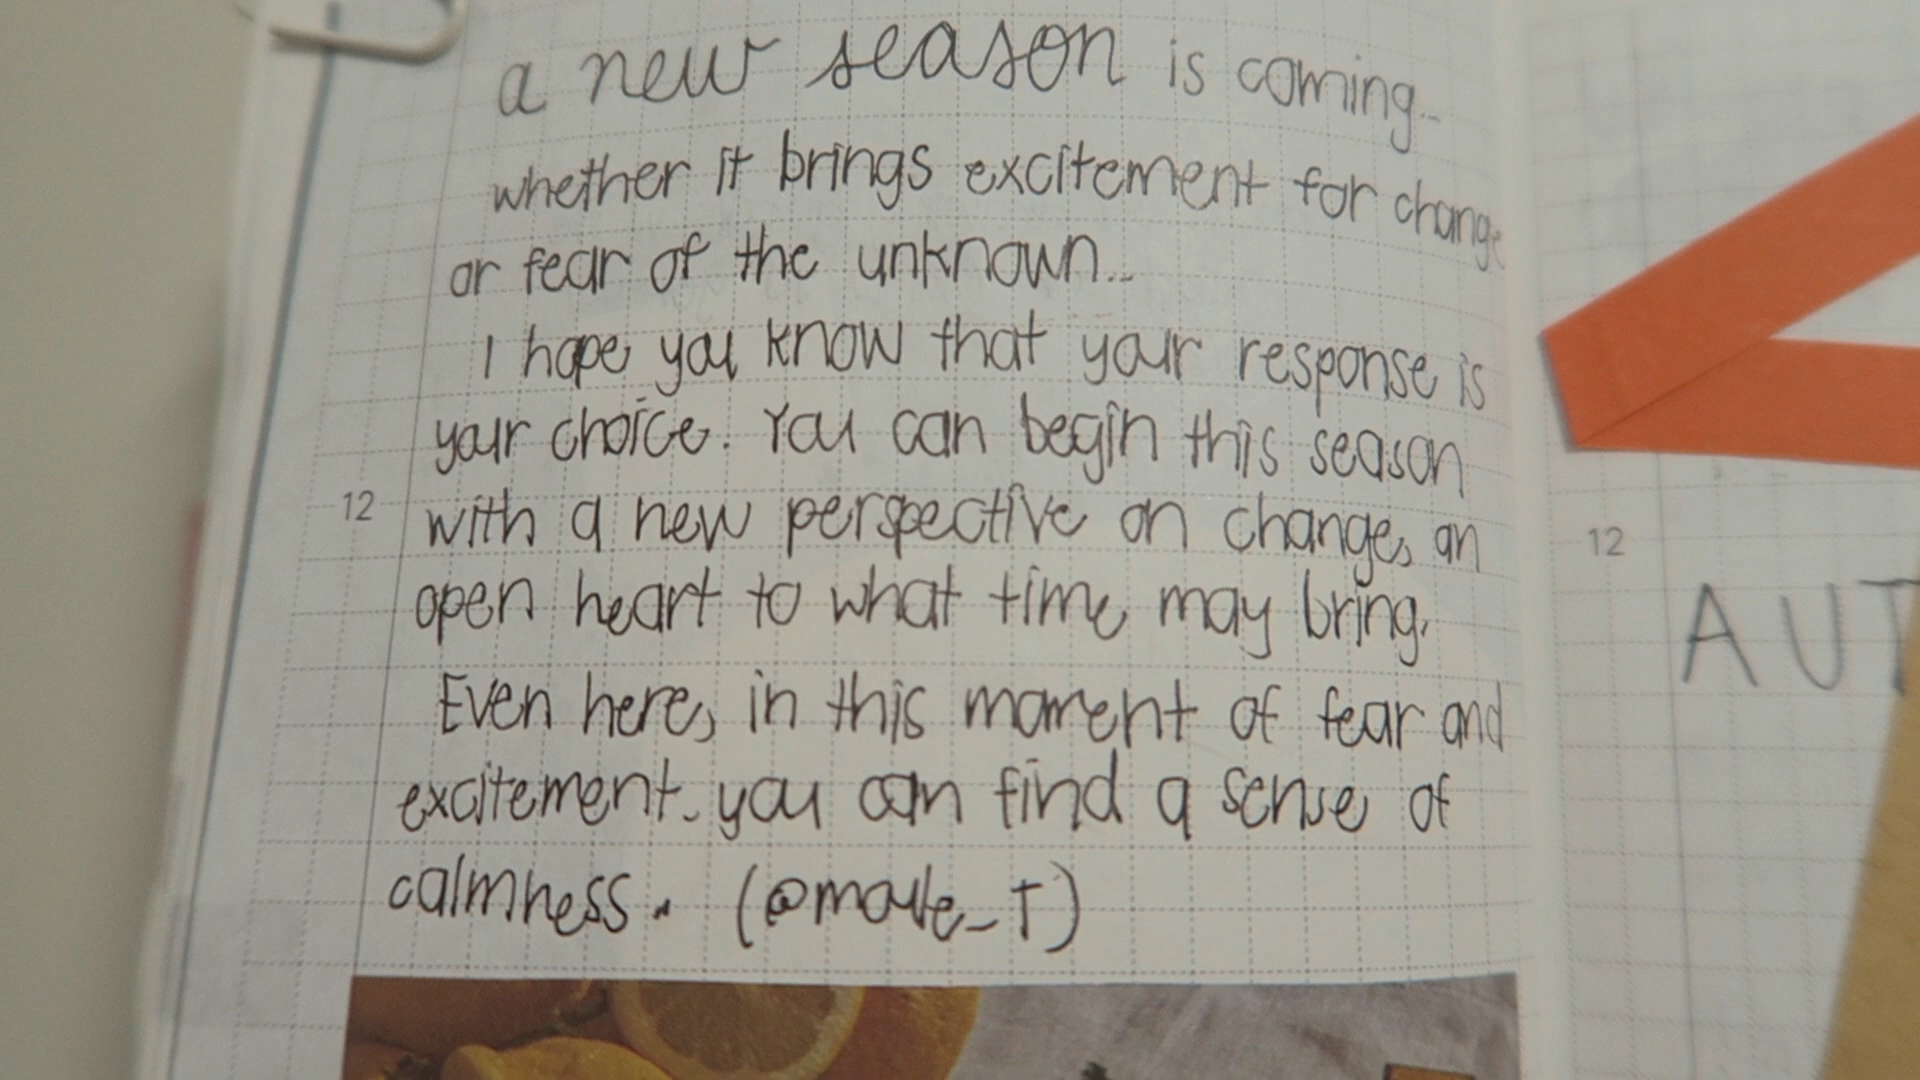 a new season is coming..
whether it brings excitement for change
or fear of the unknown...
I hope you know that your response is
your choice. You can begin this season
with a new perspective on change, an
open heart to what time may bring.
Even here, in this moment of fear and
excitement. you can find a sense of
calmness.
12
12
AUT